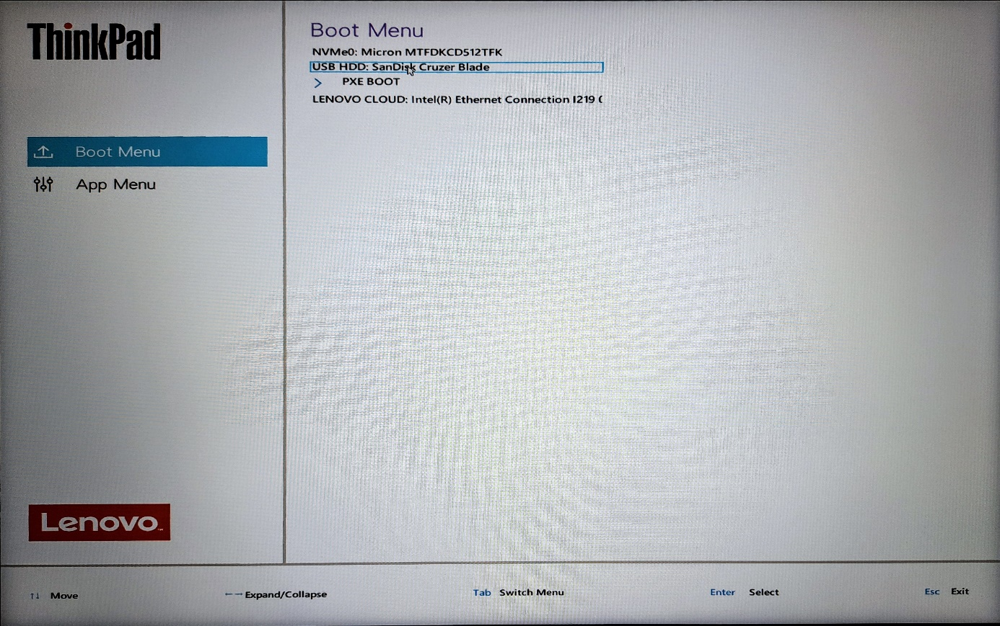 ThinkPad
Boot Menu
App Menu
Lenovo
Boot Menu
NVMe0: Micron MTFDKCD512TFK
USB HDD: SanDisk Cruzer Blade
PXE BOOT
LENOVO CLOUD: Intel(R) Ethernet Connection I219
↑↓ Move
←→ Expand/Collapse
Tab Switch Menu
Enter Select
Esc Exit